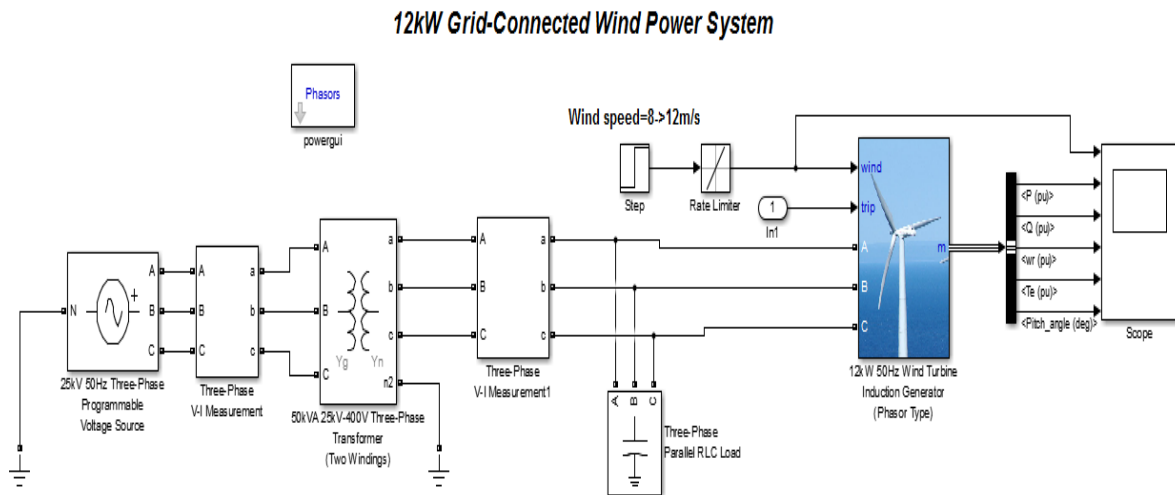 12kW Grid-Connected Wind Power System
Phasors
powergui
Wind speed=8->12m/s
Step
Rate Limiter
1
In1
wind
trip
A
B
C
m
12kW 50Hz Wind Turbine
Induction Generator
(Phasor Type)
<P (pu)>
<Q (pu)>
<wr (pu)>
<Te (pu)>
<Pitch_angle (deg)>
Scope
N
+
A
B
C
25kV 50Hz Three-Phase
Programmable
Voltage Source
A
B
C
a
b
c
Three-Phase
V-I Measurement
A
B
C
a
b
c
n2
Yg
Yn
50kVA 25kV-400V Three-Phase
Transformer
(Two Windings)
A
B
C
a
b
c
Three-Phase
V-I Measurement1
A
B
C
Three-Phase
Parallel RLC Load